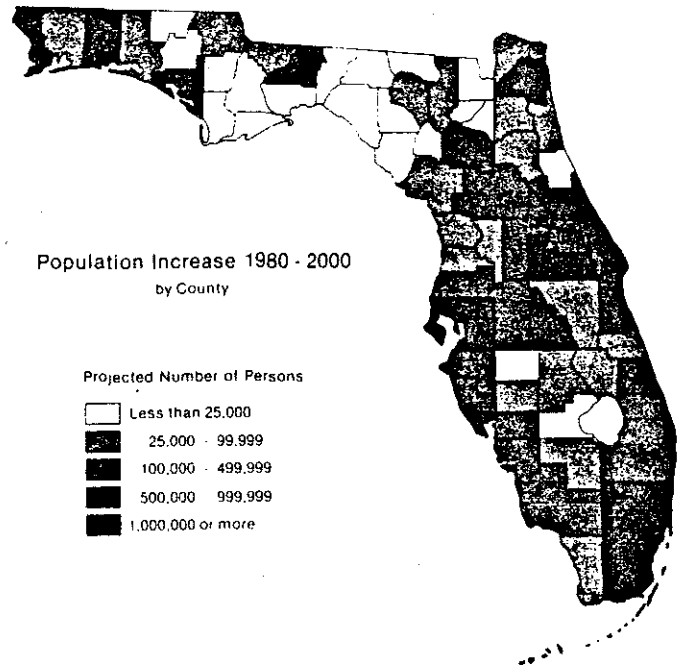 Population Increase 1980 - 2000
by County
Projected Number of Persons
Less than 25.000
25.000 - 99.999
100,000 - 499,999
500,000 999,999
1,000,000 or more